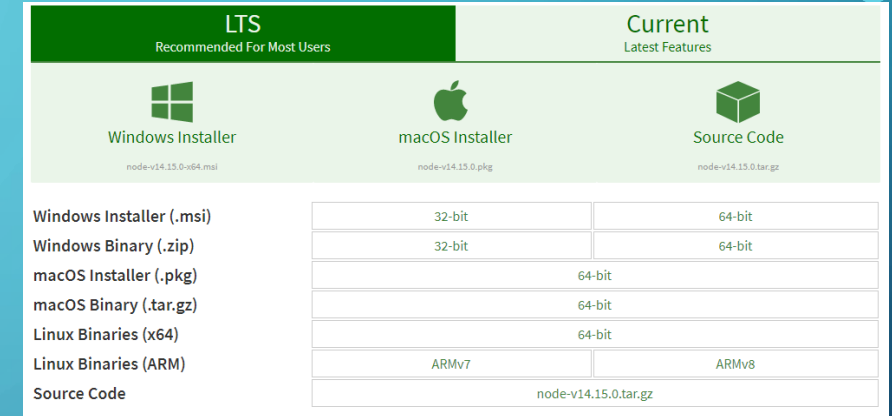 LTS
Recommended For Most Users
Current
Latest Features
Windows Installer
node-v14.15.0-x64.msi
macOS Installer
node-v14.15.0.pkg
Source Code
node-v14.15.0.tar.gz
Windows Installer (.msi) 32-bit 64-bit
Windows Binary (.zip) 32-bit 64-bit
macOS Installer (.pkg) 64-bit
macOS Binary (.tar.gz) 64-bit
Linux Binaries (x64) 64-bit
Linux Binaries (ARM) ARMv7 ARMv8
Source Code node-v14.15.0.tar.gz